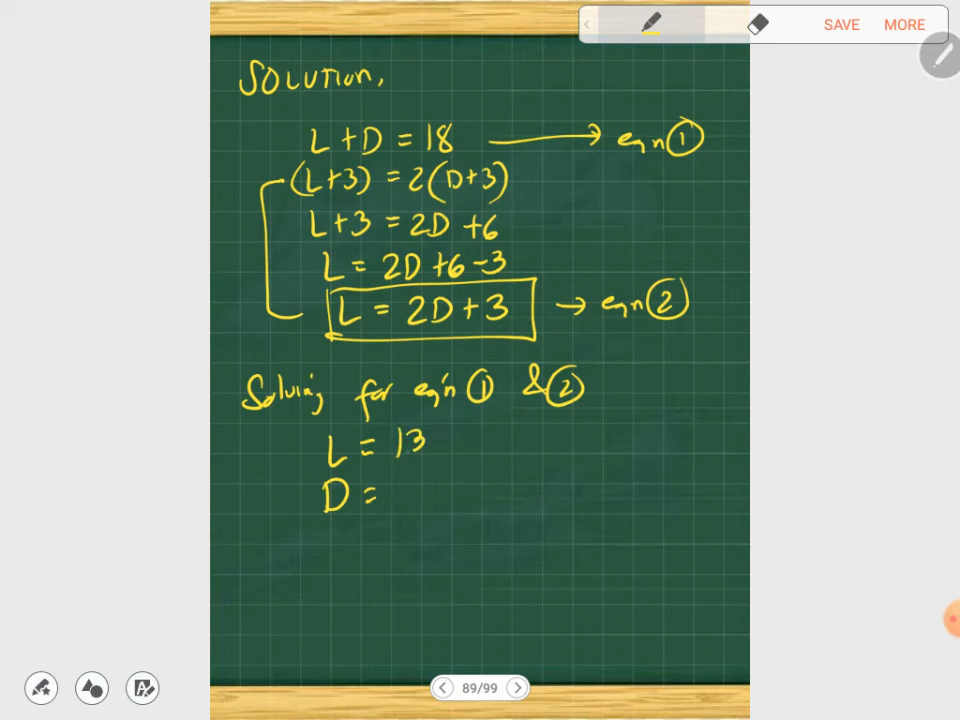 SAVE MORE
SOLUTION,
L + D = 18 → eqn ①
(L+3) = 2(D+3)
L+3 = 2D +6
L = 2D +6 -3
L = 2D + 3 → eqn ②
Solving for eq'n ① & ②
L = 13
D =
89/99